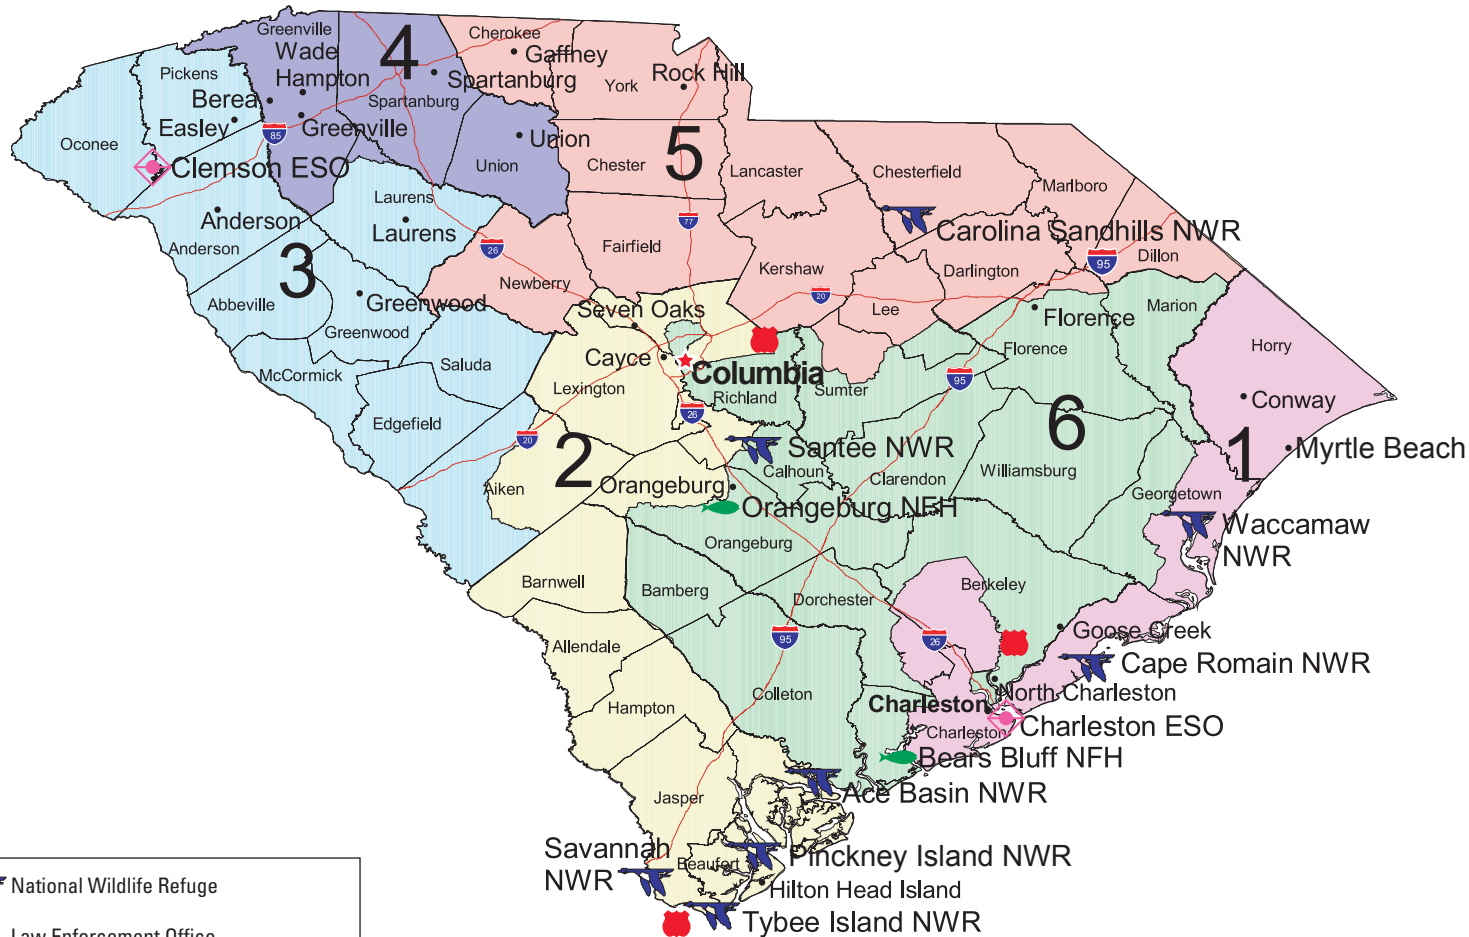 Greenville
Wade
Hampton
4
Cherokee
Gaffney
Pickens
Spartanburg
York
Rock Hill
Berea
Spartanburg
Easley
Greenville
85
Union
Oconee
Clemson ESO
Union
Chester
5
Lancaster
Chesterfield
Marlboro
Laurens
Anderson
Laurens
77
Carolina Sandhills NWR
Anderson
26
Fairfield
95
Dillon
3
Kershaw
Darlington
Newberry
20
Abbeville
Greenwood
Greenwood
Seven Oaks
Lee
Florence
Marion
Florence
Horry
McCormick
Saluda
Cayce
Columbia
Lexington
Richland
Sumter
95
Conway
Edgefield
26
6
20
2
Santee NWR
1
Myrtle Beach
Calhoun
Clarendon
Williamsburg
Aiken
Orangeburg
Georgetown
Orangeburg NFH
Waccamaw
NWR
Orangeburg
Barnwell
Bamberg
Dorchester
Berkeley
Goose Creek
Allendale
95
26
Cape Romain NWR
Colleton
North Charleston
Hampton
Charleston
Charleston
Charleston ESO
Bears Bluff NFH
Jasper
Ace Basin NWR
Savannah
NWR
Beaufort
Pinckney Island NWR
Hilton Head Island
Tybee Island NWR
National Wildlife Refuge
Law Enforcement Office